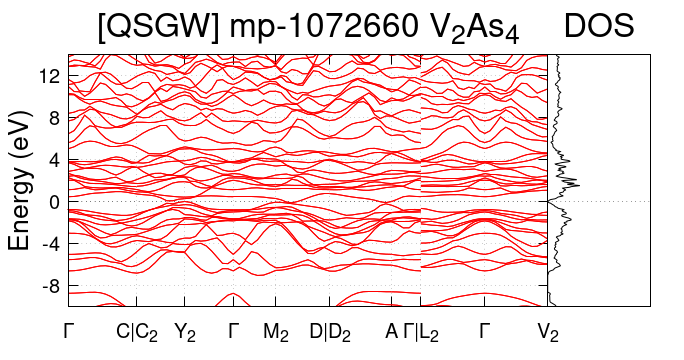 [QSGW] mp-1072660 V₂As₄ DOS
Energy (eV)
12
8
4
0
-4
-8
Γ C|C₂ Y₂ Γ M₂ D|D₂ A Γ|L₂ Γ V₂